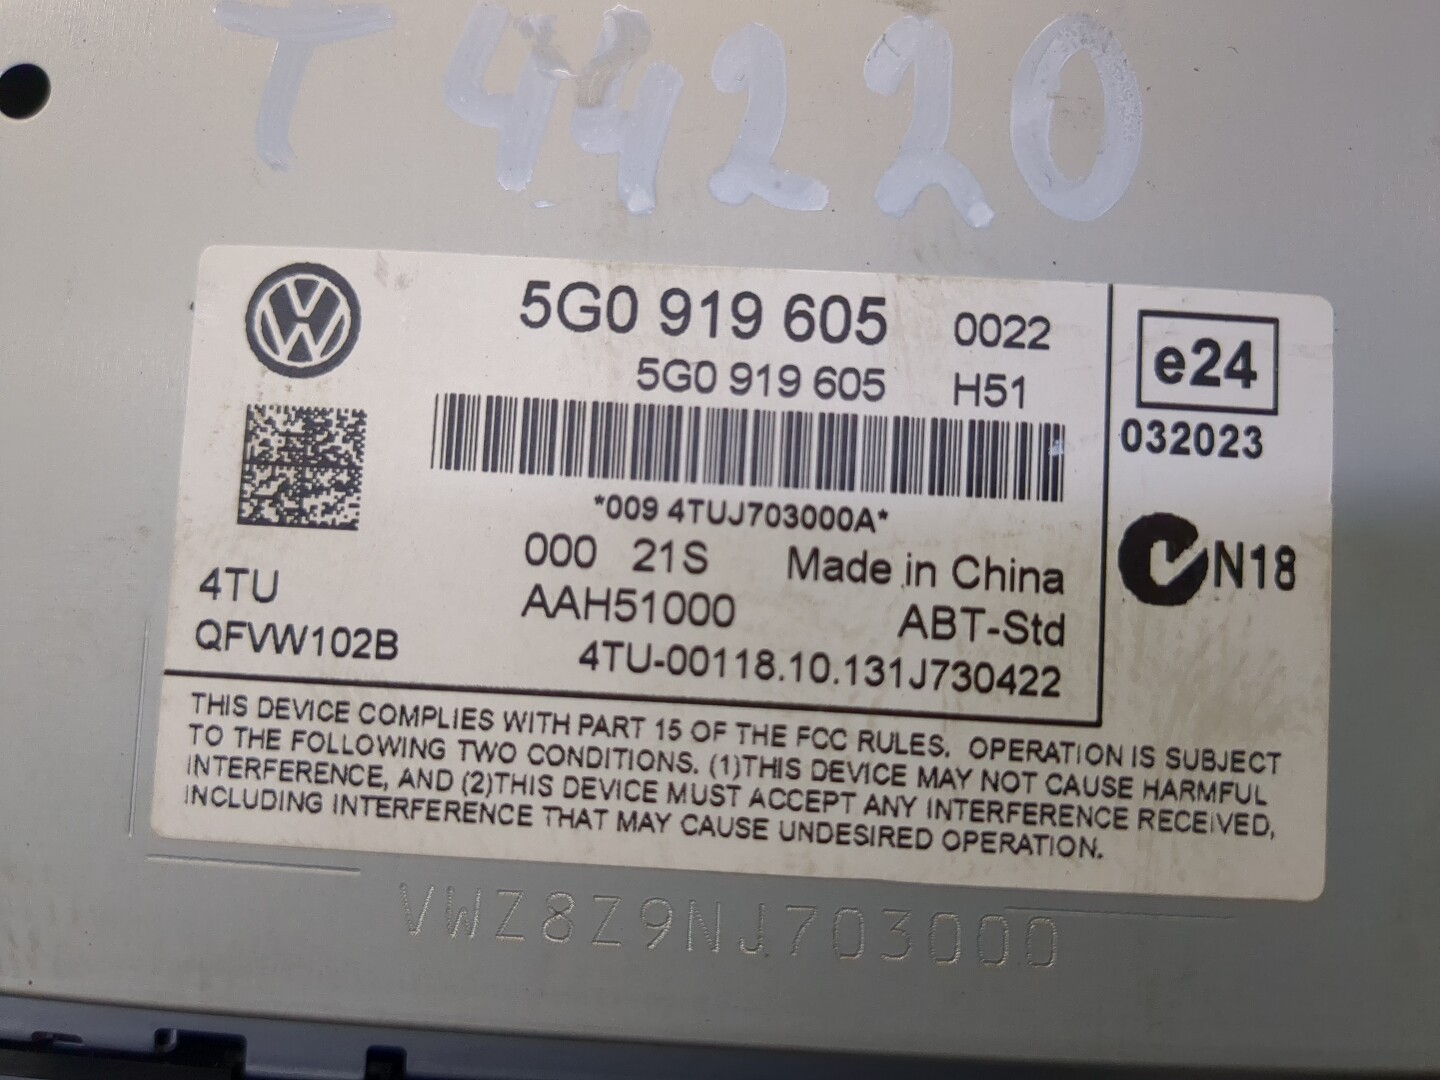 T 44220
5G0 919 605 0022
5G0 919 605 H51
*009 4TUJ703000A*
000 21S Made in China
4TU AAH51000 ABT-Std
QFVW102B 4TU-00118.10.131J730422
e24
032023
N18
THIS DEVICE COMPLIES WITH PART 15 OF THE FCC RULES. OPERATION IS SUBJECT
TO THE FOLLOWING TWO CONDITIONS. (1)THIS DEVICE MAY NOT CAUSE HARMFUL
INTERFERENCE, AND (2)THIS DEVICE MUST ACCEPT ANY INTERFERENCE RECEIVED,
INCLUDING INTERFERENCE THAT MAY CAUSE UNDESIRED OPERATION.
VWZ8Z9NJ703000